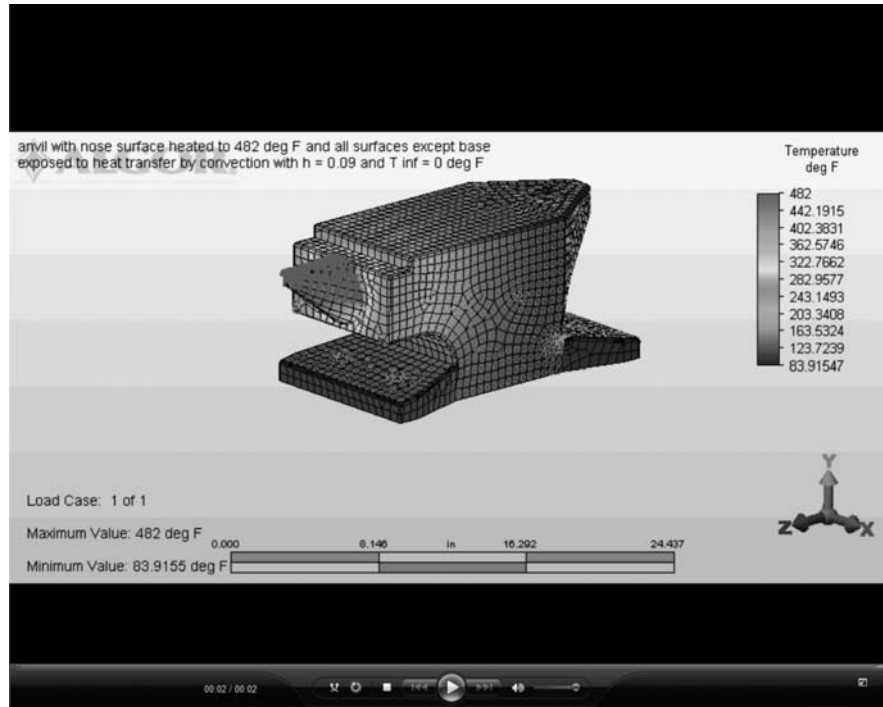 anvil with nose surface heated to 482 deg F and all surfaces except base
exposed to heat transfer by convection with h = 0.09 and T inf = 0 deg F
ALGOR
Temperature
deg F
482
442.1915
402.3831
362.5746
322.7662
282.9577
243.1493
203.3408
163.5324
123.7239
83.91547
Load Case: 1 of 1
Maximum Value: 482 deg F
Minimum Value: 83.9155 deg F
0.000 8.146 in 16.292 24.437
Y
Z X
00:02 / 00:02